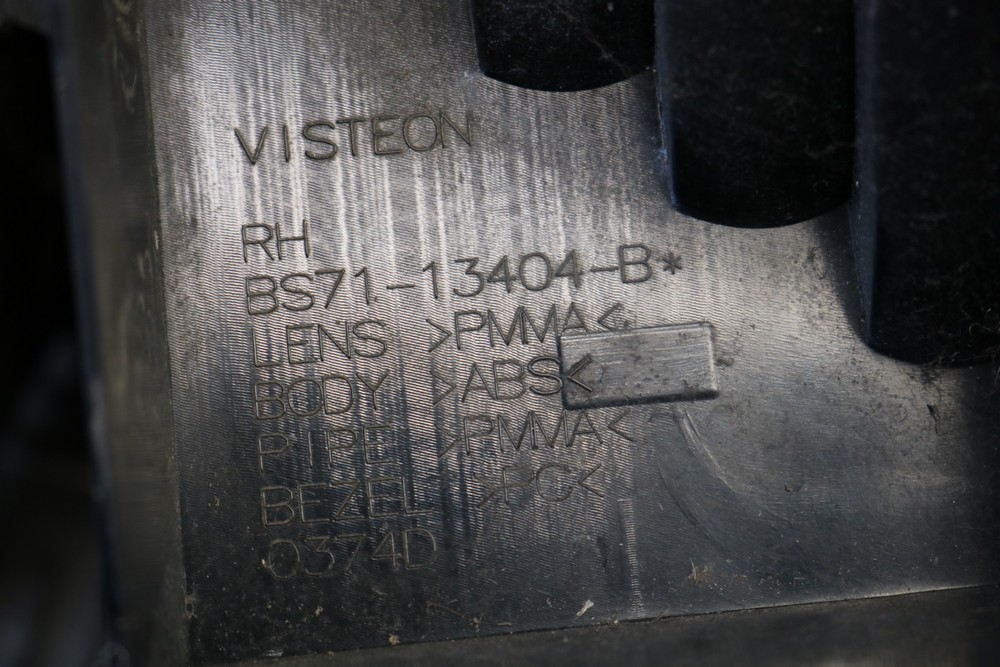 VISTEON
RH
BS71-13404-B*
LENS >PMMA<
BODY >ABS<
PIPE >PMMA<
BEZEL >PC<
0374D